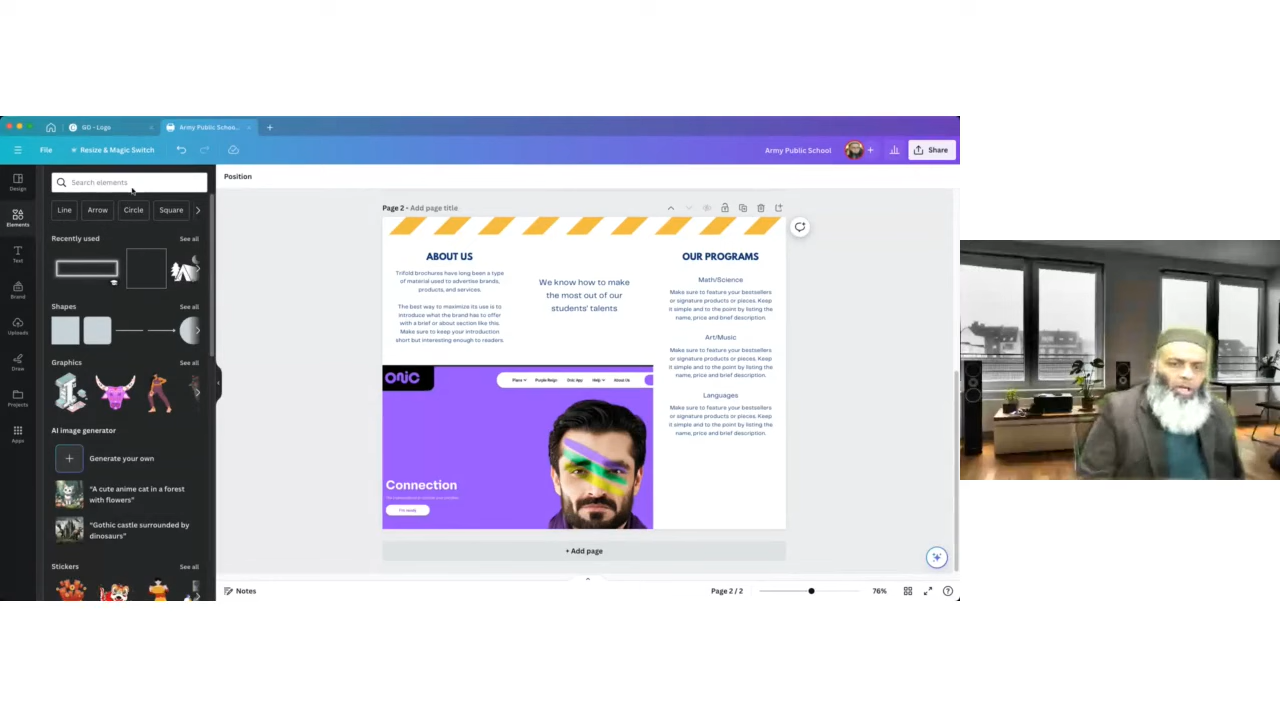 GO - Logo
Army Public Schoo...
File
Resize & Magic Switch
Army Public School
Share
Design
Elements
Text
Brand
Uploads
Draw
Projects
Apps
Search elements
Line
Arrow
Circle
Square
Recently used
See all
Shapes
See all
Graphics
See all
AI image generator
Generate your own
"A cute anime cat in a forest
with flowers"
"Gothic castle surrounded by
dinosaurs"
Stickers
See all
Position
Page 2 - Add page title
ABOUT US
Trifold brochures have long been a type
of material used to advertise brands,
products, and services.
The best way to maximize its use is to
introduce what the brand has to offer
with a brief or about section like this.
Make sure to keep your introduction
short but interesting enough to readers.
We know how to make
the most out of our
students' talents
OUR PROGRAMS
Math/Science
Make sure to feature your bestsellers
or signature products or pieces. Keep
it simple and to the point by listing the
name, price and brief description.
Art/Music
Make sure to feature your bestsellers
or signature products or pieces. Keep
it simple and to the point by listing the
name, price and brief description.
Languages
Make sure to feature your bestsellers
or signature products or pieces. Keep
it simple and to the point by listing the
name, price and brief description.
ONIC
Plans
Purple Reign
Onic App
Help
About Us
Connection
I'm ready
+ Add page
Notes
Page 2 / 2
76%